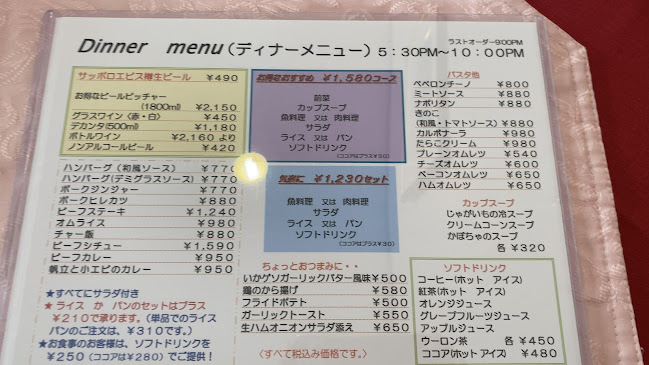 ラストオーダー9:00PM
Dinner menu(ディナーメニュー)5:30PM~10:00PM
サッポロエビス樽生ビール ¥490
お得なビールピッチャー
(1800ml) ¥2,150
グラスワイン(赤・白) ¥450
デカンタ(500ml) ¥1,180
ボトルワイン ¥2,160より
ノンアルコールビール ¥420
ハンバーグ(和風ソース) ¥770
ハンバーグ(デミグラスソース) ¥770
ポークジンジャー ¥770
ポークヒレカツ ¥880
ビーフステーキ ¥1,240
オムライス ¥980
チャー飯 ¥880
ビーフシチュー ¥1,590
ビーフカレー ¥950
帆立と小エビのカレー ¥950
★すべてにサラダ付き
★ライス か パンのセットはプラス
¥210で承ります。(単品でのライス
パンのご注文は、¥310です。)
★お食事のお客様は、ソフトドリンクを
¥250(ココアは¥280)でご提供!
お得なおすすめ ¥1,580コース
前菜
カップスープ
魚料理 又は 肉料理
サラダ
ライス 又は パン
ソフトドリンク
(ココアはプラス¥30)
気楽に ¥1,230セット
魚料理 又は 肉料理
サラダ
ライス 又は パン
ソフトドリンク
(ココアはプラス¥30)
ちょっとおつまみに・・
いかゲソガーリックバター風味 ¥500
鶏のから揚げ ¥580
フライドポテト ¥500
ガーリックトースト ¥550
生ハムオニオンサラダ添え ¥650
〈すべて税込み価格です。〉
パスタ他
ペペロンチーノ ¥800
ミートソース ¥880
ナポリタン ¥880
きのこ
(和風・トマトソース) ¥880
カルボナーラ ¥980
たらこクリーム ¥980
プレーンオムレツ ¥540
チーズオムレツ ¥600
ベーコンオムレツ ¥650
ハムオムレツ ¥650
カップスープ
じゃがいもの冷スープ
クリームコーンスープ
かぼちゃのスープ
各 ¥320
ソフトドリンク
コーヒー(ホット アイス)
紅茶(ホット アイス)
オレンジジュース
グレープフルーツジュース
アップルジュース
ウーロン茶 各 ¥450
ココア(ホット アイス) ¥480